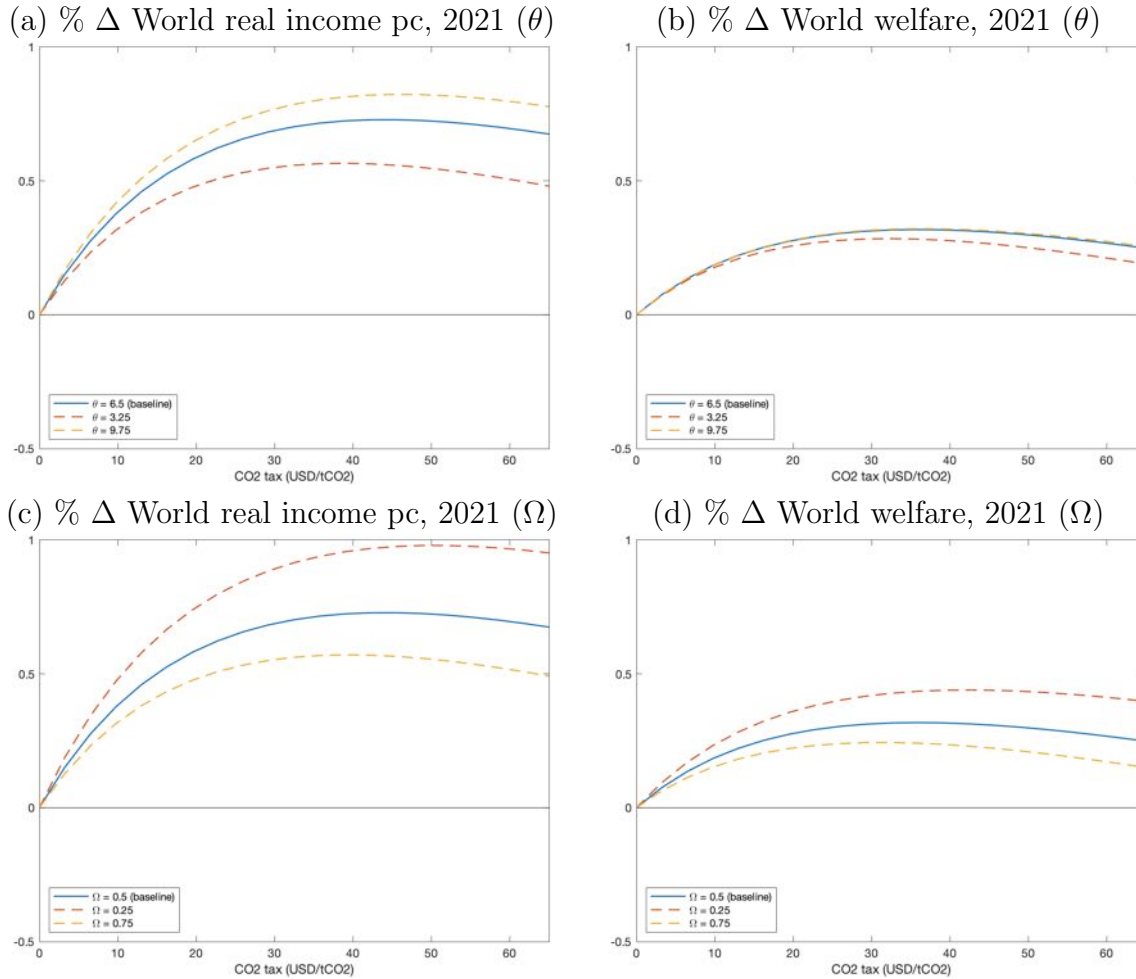 (a) % Δ World real income pc, 2021 (θ)
1
0.5
0
-0.5
θ = 6.5 (baseline)
θ = 3.25
θ = 9.75
0 10 20 30 40 50 60
CO2 tax (USD/tCO2)
(b) % Δ World welfare, 2021 (θ)
1
0.5
0
-0.5
θ = 6.5 (baseline)
θ = 3.25
θ = 9.75
0 10 20 30 40 50 60
CO2 tax (USD/tCO2)
(c) % Δ World real income pc, 2021 (Ω)
1
0.5
0
-0.5
Ω = 0.5 (baseline)
Ω = 0.25
Ω = 0.75
0 10 20 30 40 50 60
CO2 tax (USD/tCO2)
(d) % Δ World welfare, 2021 (Ω)
1
0.5
0
-0.5
Ω = 0.5 (baseline)
Ω = 0.25
Ω = 0.75
0 10 20 30 40 50 60
CO2 tax (USD/tCO2)